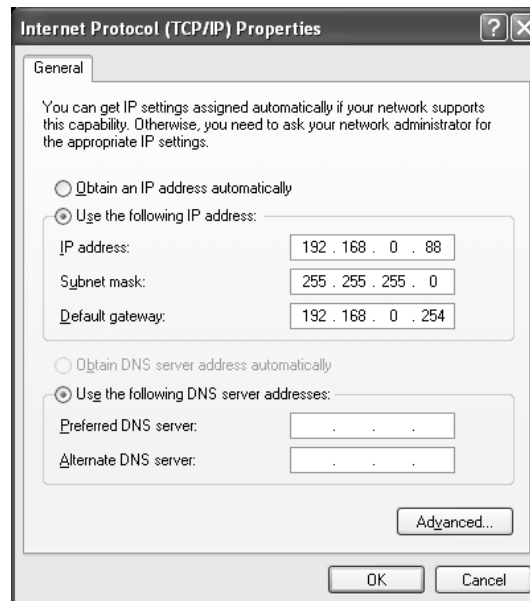 Internet Protocol (TCP/IP) Properties
General
You can get IP settings assigned automatically if your network supports
this capability. Otherwise, you need to ask your network administrator for
the appropriate IP settings.
Obtain an IP address automatically
Use the following IP address:
IP address: 192 . 168 . 0 . 88
Subnet mask: 255 . 255 . 255 . 0
Default gateway: 192 . 168 . 0 . 254
Obtain DNS server address automatically
Use the following DNS server addresses:
Preferred DNS server: . . .
Alternate DNS server: . . .
Advanced...
OK Cancel